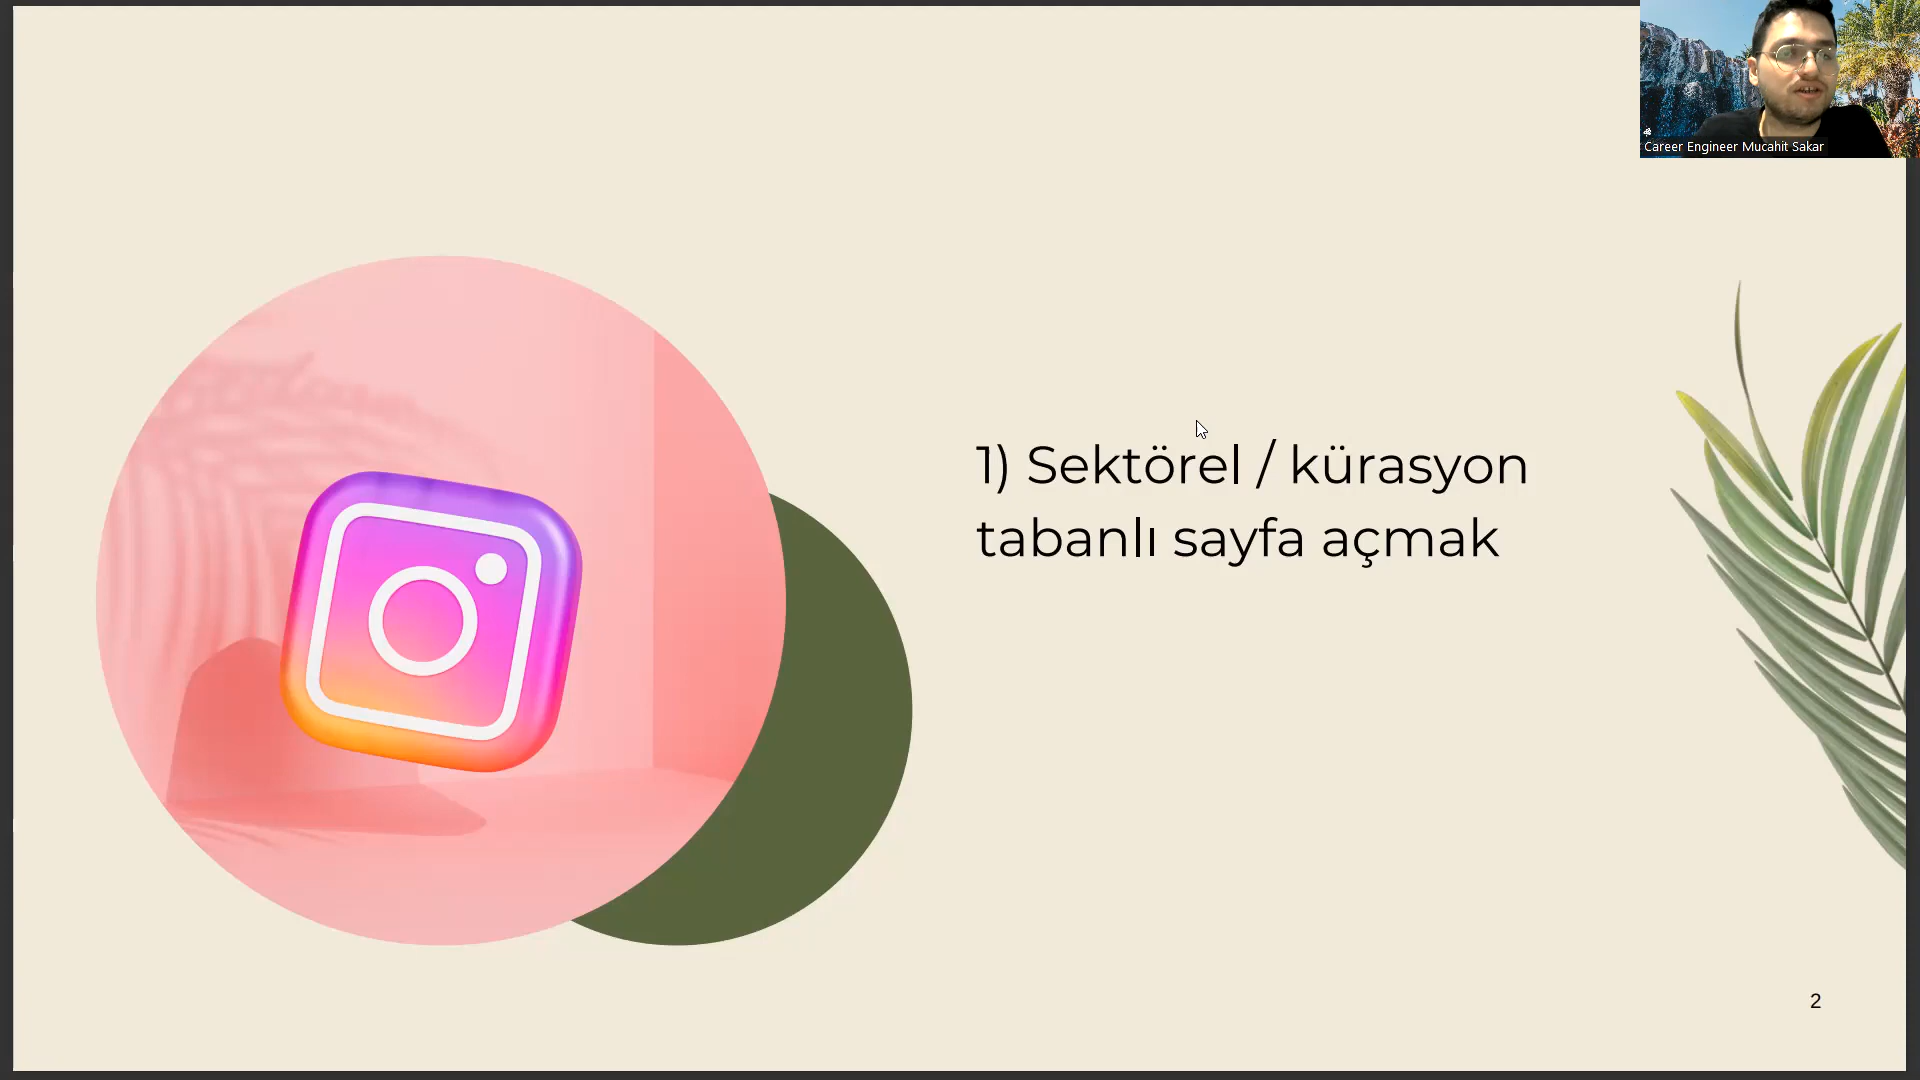 Career Engineer Mucahit Sakar
1) Sektörel / kürasyon
tabanlı sayfa açmak
2